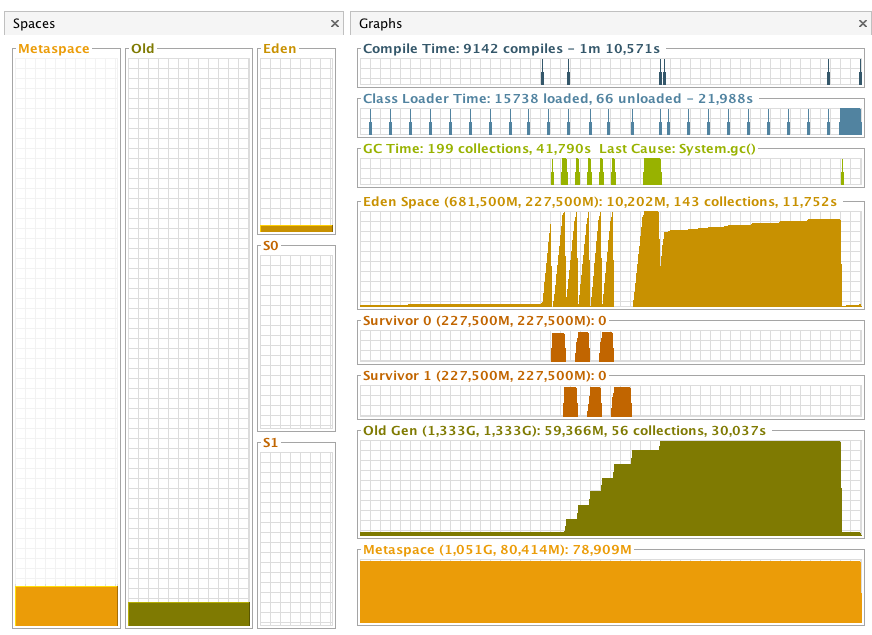 Spaces ×
Metaspace
Old
Eden
S0
S1
Graphs ×
Compile Time: 9142 compiles - 1m 10,571s
Class Loader Time: 15738 loaded, 66 unloaded - 21,988s
GC Time: 199 collections, 41,790s Last Cause: System.gc()
Eden Space (681,500M, 227,500M): 10,202M, 143 collections, 11,752s
Survivor 0 (227,500M, 227,500M): 0
Survivor 1 (227,500M, 227,500M): 0
Old Gen (1,333G, 1,333G): 59,366M, 56 collections, 30,037s
Metaspace (1,051G, 80,414M): 78,909M